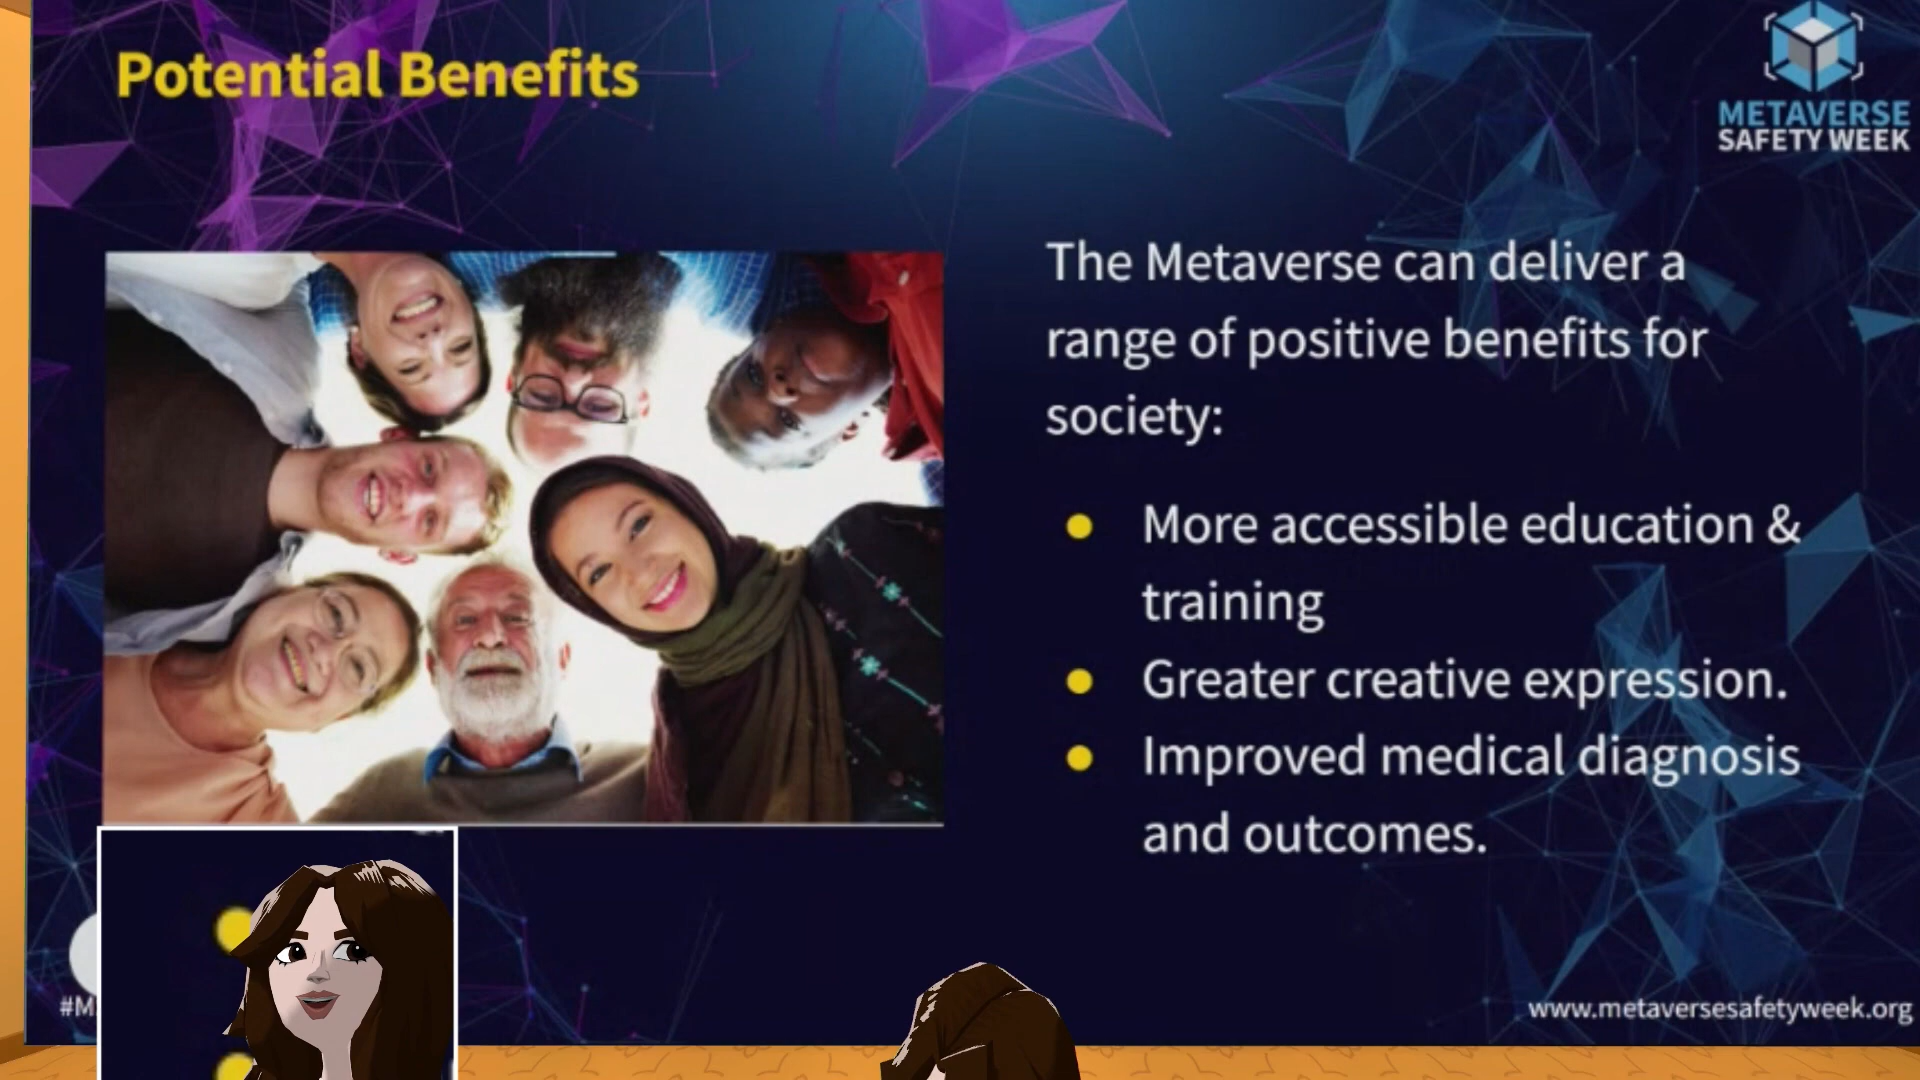 Potential Benefits
METAVERSE
SAFETY WEEK
The Metaverse can deliver a
range of positive benefits for
society:
More accessible education &
training
Greater creative expression.
Improved medical diagnosis
and outcomes.
www.metaversesafetyweek.org